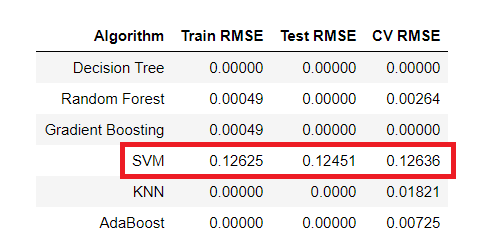 Algorithm Train RMSE Test RMSE CV RMSE
Decision Tree 0.00000 0.00000 0.00000
Random Forest 0.00049 0.00000 0.00264
Gradient Boosting 0.00049 0.00000 0.00000
SVM 0.12625 0.12451 0.12636
KNN 0.00000 0.0000 0.01821
AdaBoost 0.00000 0.00000 0.00725